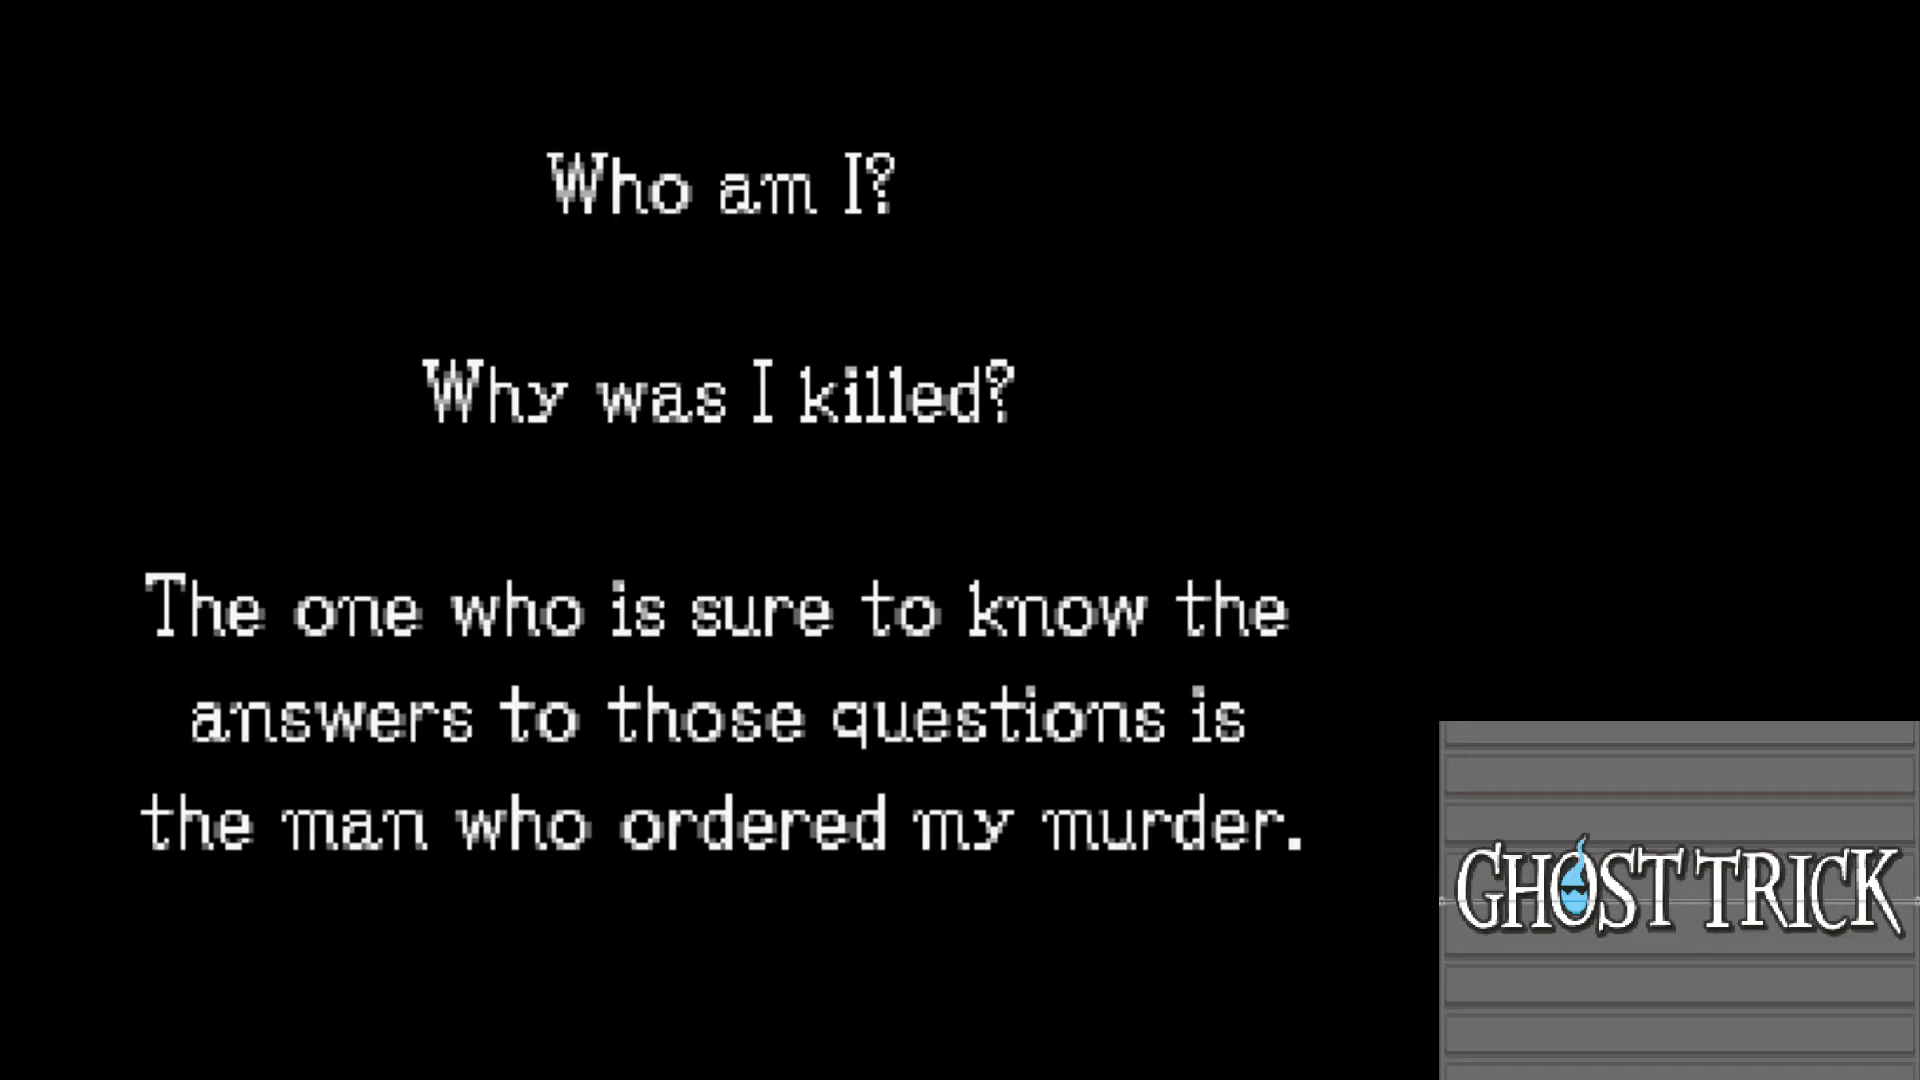 Who am I?
Why was I killed?
The one who is sure to know the
answers to those questions is
the man who ordered my murder.
GHOST TRICK